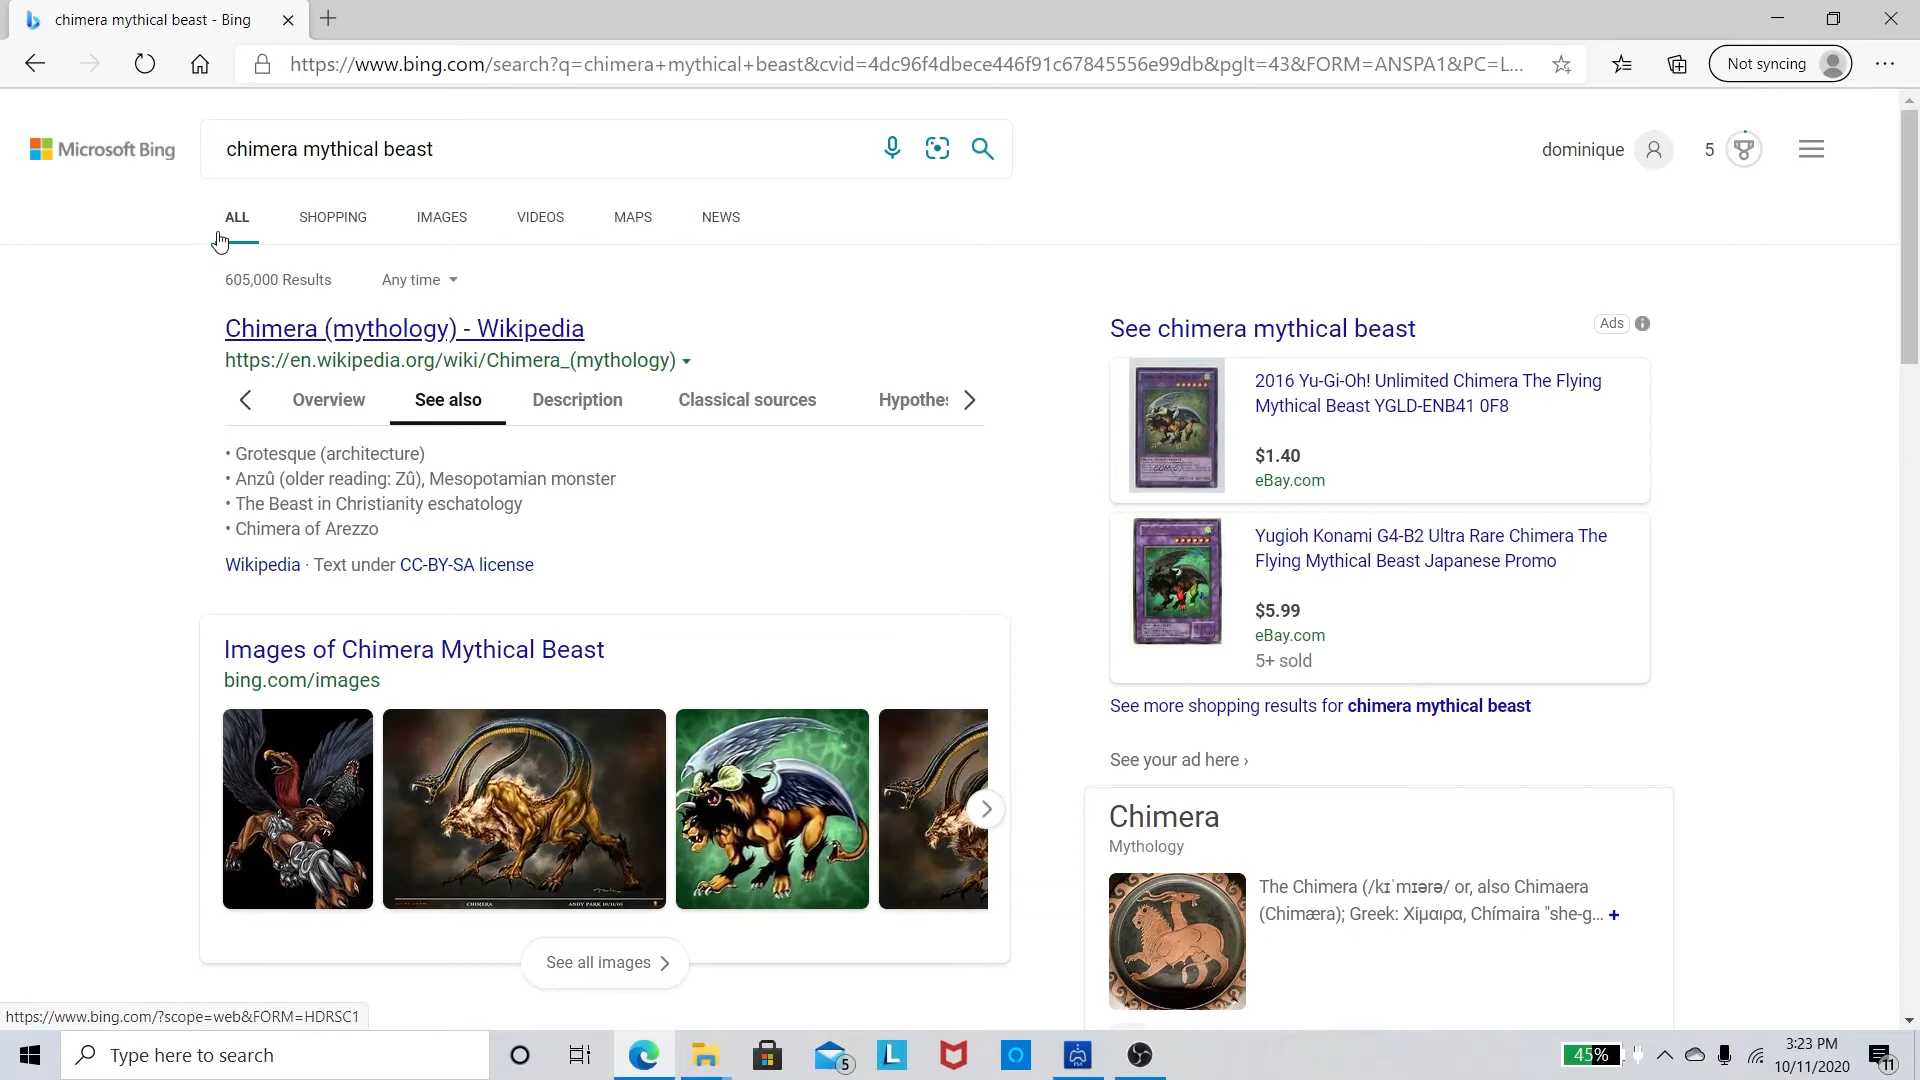 chimera mythical beast - Bing
https://www.bing.com/search?q=chimera+mythical+beast&cvid=4dc96f4dbece446f91c67845556e99db&pglt=43&FORM=ANSPA1&PC=L...
Not syncing
Microsoft Bing
chimera mythical beast
dominique
5
ALL
SHOPPING
IMAGES
VIDEOS
MAPS
NEWS
605,000 Results
Any time
Chimera (mythology) - Wikipedia
https://en.wikipedia.org/wiki/Chimera_(mythology)
Overview
See also
Description
Classical sources
Hypothe
• Grotesque (architecture)
• Anzû (older reading: Zû), Mesopotamian monster
• The Beast in Christianity eschatology
• Chimera of Arezzo
Wikipedia · Text under CC-BY-SA license
Images of Chimera Mythical Beast
bing.com/images
CHIMERA
ANDY PARK 10/11/05
See all images
See chimera mythical beast
Ads
2016 Yu-Gi-Oh! Unlimited Chimera The Flying
Mythical Beast YGLD-ENB41 0F8
$1.40
eBay.com
Yugioh Konami G4-B2 Ultra Rare Chimera The
Flying Mythical Beast Japanese Promo
$5.99
eBay.com
5+ sold
See more shopping results for chimera mythical beast
See your ad here ›
Chimera
Mythology
The Chimera (/kɪˈmɪərə/ or, also Chimaera
(Chimæra); Greek: Χίμαιρα, Chímaira "she-g... +
https://www.bing.com/?scope=web&FORM=HDRSC1
Type here to search
5
L
45%
3:23 PM
10/11/2020
11